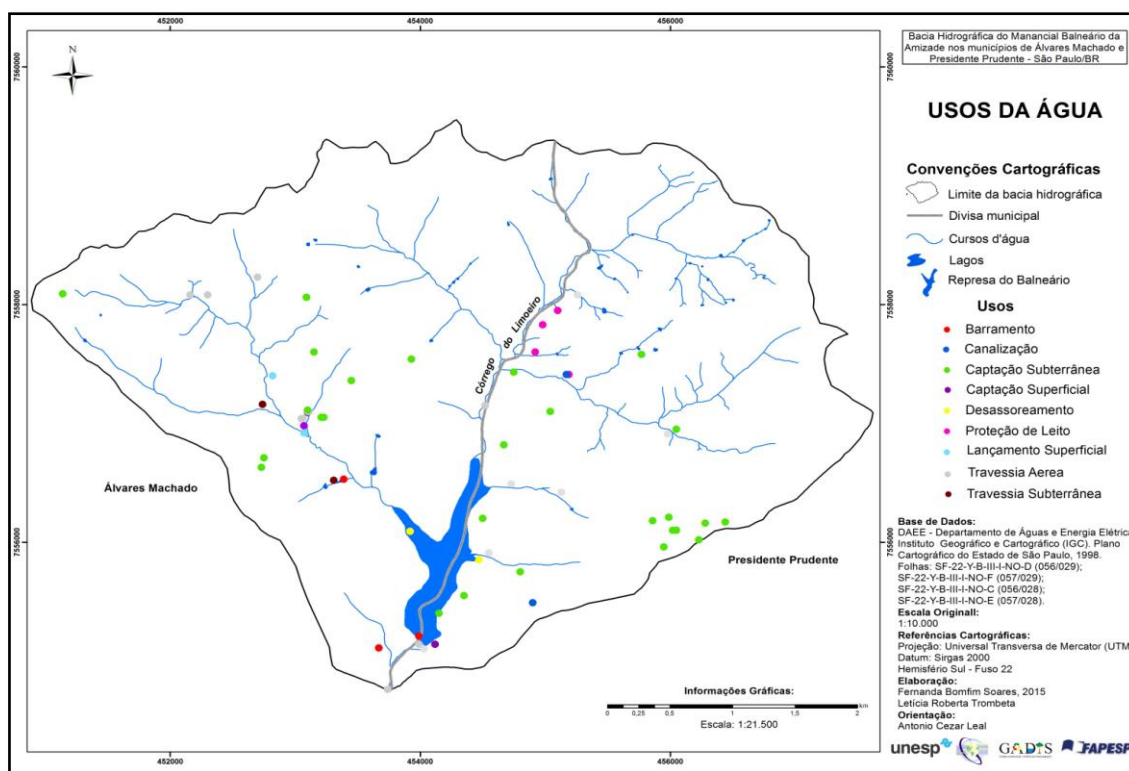 452000
454000
456000
7560000
7560000
N
7558000
7558000
7556000
7556000
Córrego do Limoeiro
Álvares Machado
Presidente Prudente
Informações Gráficas:
0 0,25 0,5 1 1,5 2
km
Escala: 1:21.500
452000
454000
456000
Bacia Hidrográfica do Manancial Balneário da
Amizade nos municípios de Álvares Machado e
Presidente Prudente - São Paulo/BR
USOS DA ÁGUA
Convenções Cartográficas
Limite da bacia hidrográfica
Divisa municipal
Cursos d'água
Lagos
Represa do Balneário
Usos
Barramento
Canalização
Captação Subterrânea
Captação Superficial
Desassoreamento
Proteção de Leito
Lançamento Superficial
Travessia Aerea
Travessia Subterrânea
Base de Dados:
DAEE - Departamento de Águas e Energia Elétric
Instituto Geográfico e Cartográfico (IGC). Plano
Cartográfico do Estado de São Paulo, 1998.
Folhas: SF-22-Y-B-III-I-NO-D (056/029);
SF-22-Y-B-III-I-NO-F (057/029);
SF-22-Y-B-III-I-NO-C (056/028);
SF-22-Y-B-III-I-NO-E (057/028).
Escala Originall:
1:10.000
Referências Cartográficas:
Projeção: Universal Transversa de Mercator (UTM
Datum: Sirgas 2000
Hemisfério Sul - Fuso 22
Elaboração:
Fernanda Bomfim Soares, 2015
Letícia Roberta Trombeta
Orientação:
Antonio Cezar Leal
unesp GADIS FAPESP